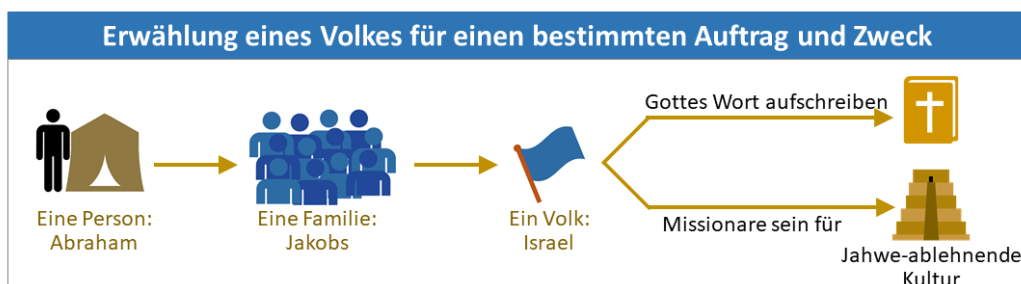 Erwählung eines Volkes für einen bestimmten Auftrag und Zweck
Gottes Wort aufschreiben
Eine Person:
Abraham
Eine Familie:
Jakobs
Ein Volk:
Israel
Missionare sein für
Jahwe-ablehnende
Kultur